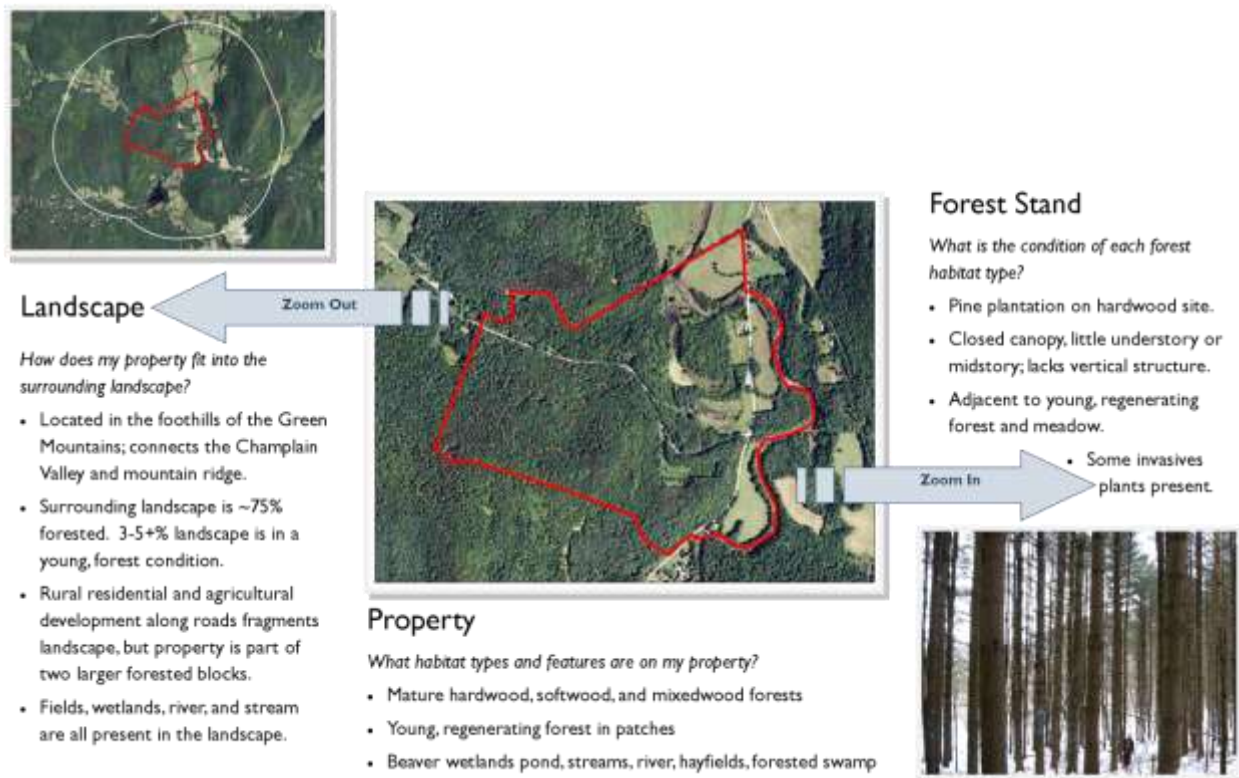 Landscape
Zoom Out
How does my property fit into the
surrounding landscape?
• Located in the foothills of the Green
Mountains; connects the Champlain
Valley and mountain ridge.
• Surrounding landscape is ~75%
forested. 3-5+% landscape is in a
young, forest condition.
• Rural residential and agricultural
development along roads fragments
landscape, but property is part of
two larger forested blocks.
• Fields, wetlands, river, and stream
are all present in the landscape.
Property
What habitat types and features are on my property?
• Mature hardwood, softwood, and mixedwood forests
• Young, regenerating forest in patches
• Beaver wetlands pond, streams, river, hayfields, forested swamp
Forest Stand
What is the condition of each forest
habitat type?
• Pine plantation on hardwood site.
• Closed canopy, little understory or
midstory; lacks vertical structure.
• Adjacent to young, regenerating
forest and meadow.
• Some invasives
plants present.
Zoom In